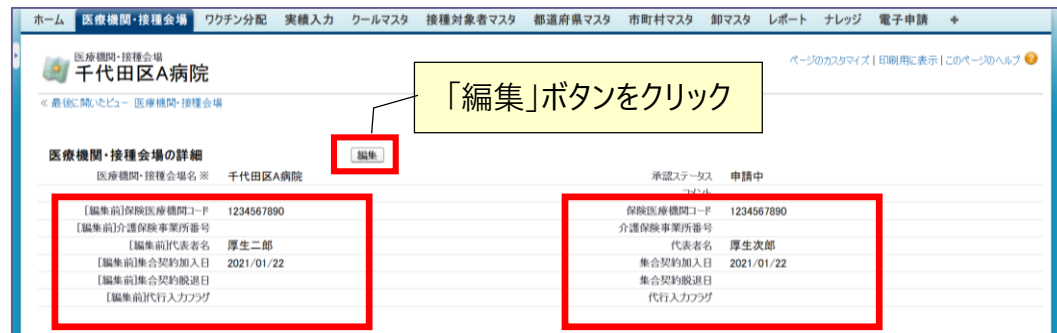 ホーム 医療機関・接種会場 ワクチン分配 実績入力 クールマスタ 接種対象者マスタ 都道府県マスタ 市町村マスタ 卸マスタ レポート ナレッジ 電子申請 +
医療機関・接種会場
千代田区A病院
ページのカスタマイズ | 印刷用に表示 | このページのヘルプ ?
« 最後に開いたビュー: 医療機関・接種会場
「編集」ボタンをクリック
医療機関・接種会場の詳細 編集
医療機関・接種会場名※ 千代田区A病院 承認ステータス 申請中
コメント
[編集前]保険医療機関コード 1234567890 保険医療機関コード 1234567890
[編集前]介護保険事業所番号 介護保険事業所番号
[編集前]代表者名 厚生二郎 代表者名 厚生次郎
[編集前]集合契約加入日 2021/01/22 集合契約加入日 2021/01/22
[編集前]集合契約脱退日 集合契約脱退日
[編集前]代行入力フラグ 代行入力フラグ